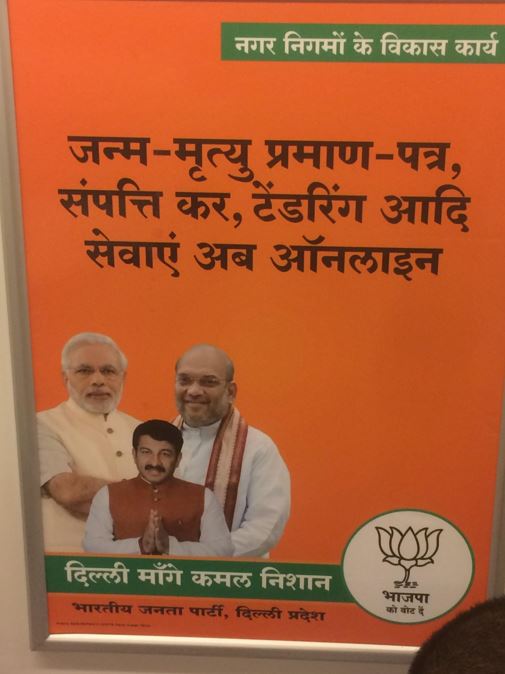 नगर निगमों के विकास कार्य
जन्म-मृत्यु प्रमाण-पत्र,
संपत्ति कर, टेंडरिंग आदि
सेवाएं अब ऑनलाइन
दिल्ली माँगे कमल निशान
भारतीय जनता पार्टी, दिल्ली प्रदेश
भाजपा
को वोट दें